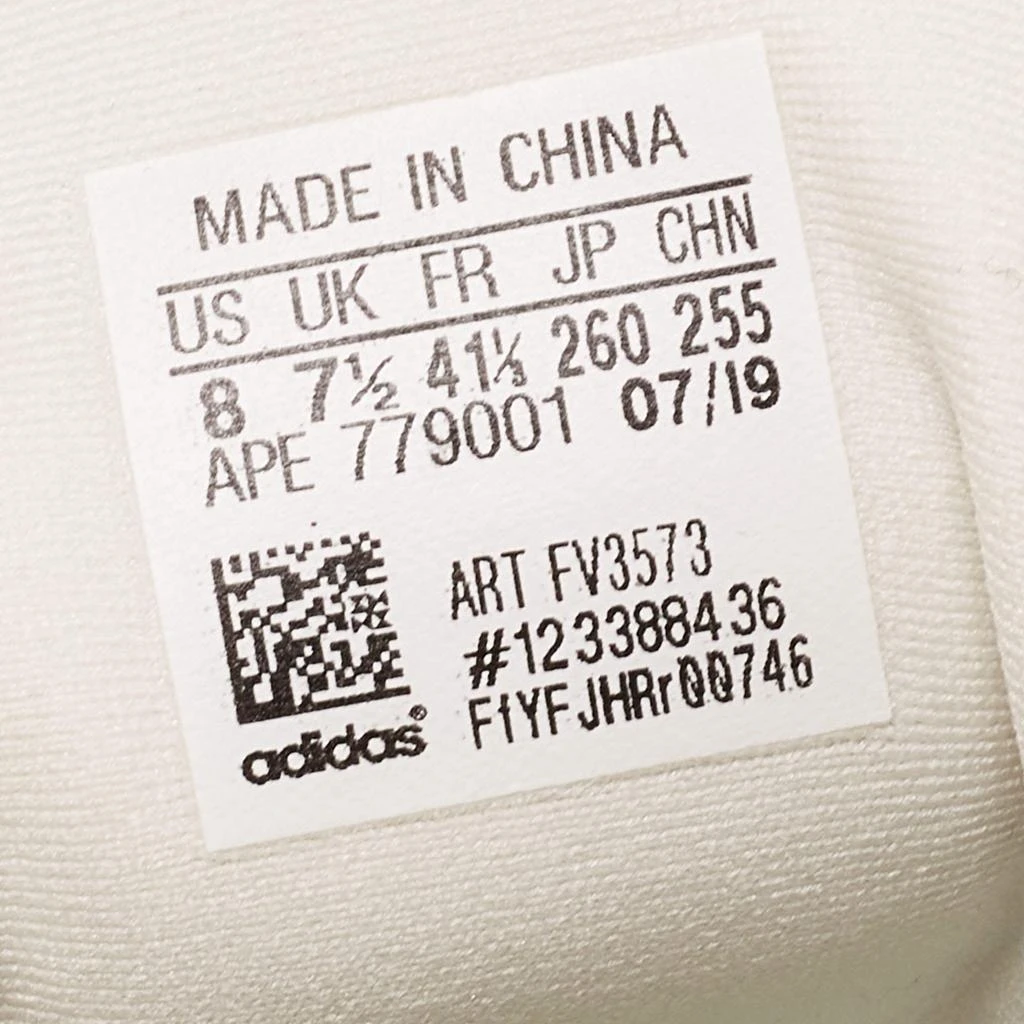 MADE IN CHINA
US UK FR JP CHN
8 7½ 41⅓ 260 255
APE 779001 07/19
ART FV3573
#123388436
F1YFJHRr00746
adidas®